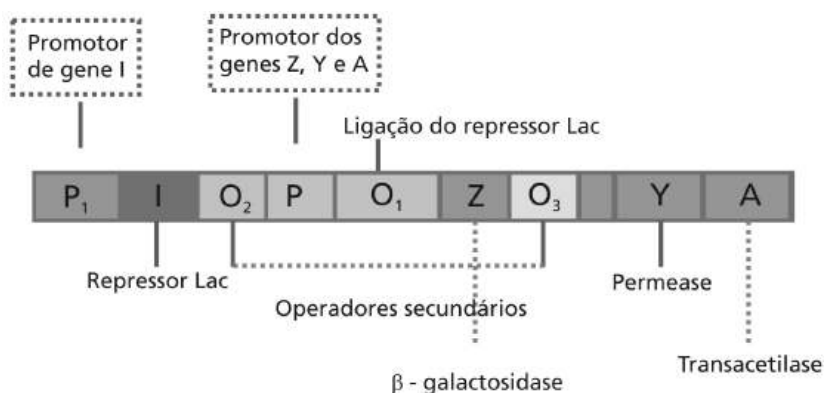 Promotor
de gene I
Promotor dos
genes Z, Y e A
Ligação do repressor Lac
P₁ I O₂ P O₁ Z O₃ Y A
Repressor Lac
Operadores secundários
Permease
β - galactosidase
Transacetilase